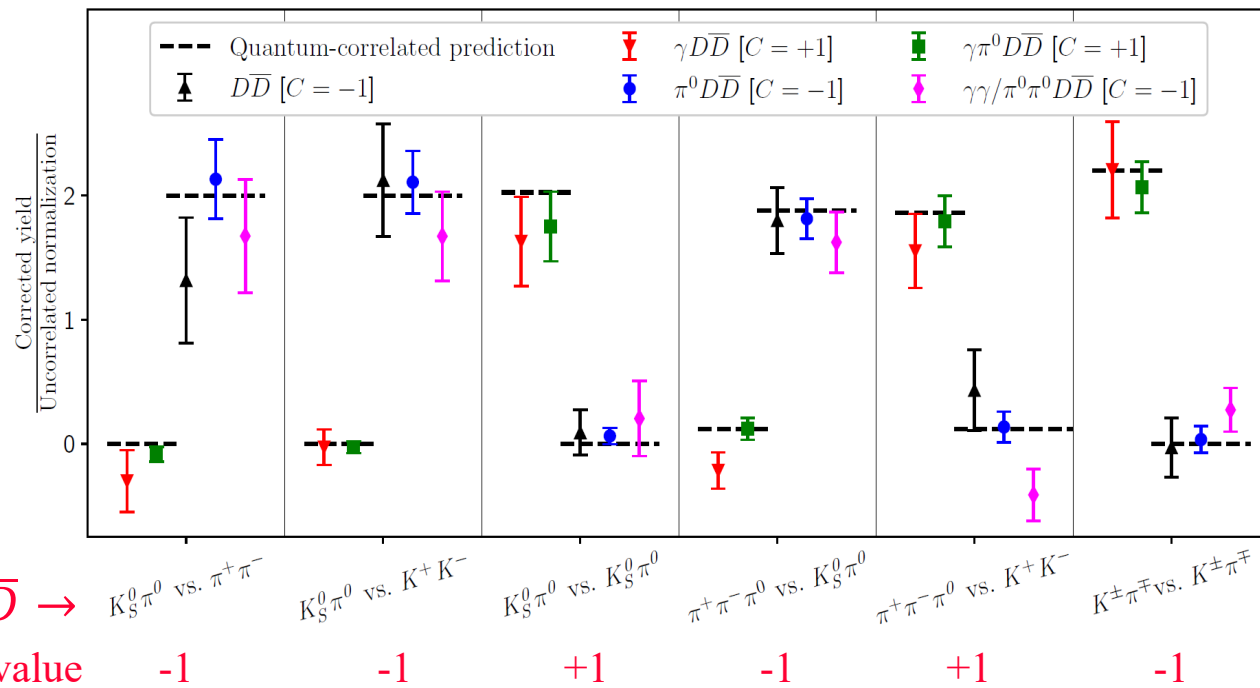 Quantum-correlated prediction
DD̅ [C = −1]
γDD̅ [C = +1]
π⁰DD̅ [C = −1]
γπ⁰DD̅ [C = +1]
γγ/π⁰π⁰DD̅ [C = −1]
Corrected yield
Uncorrelated normalization
2
1
0
D̅ →
K⁰_Sπ⁰ vs. π⁺π⁻
K⁰_Sπ⁰ vs. K⁺K⁻
K⁰_Sπ⁰ vs. K⁰_Sπ⁰
π⁺π⁻π⁰ vs. K⁰_Sπ⁰
π⁺π⁻π⁰ vs. K⁺K⁻
K^±π^∓ vs. K^±π^∓
value -1 -1 +1 -1 +1 -1